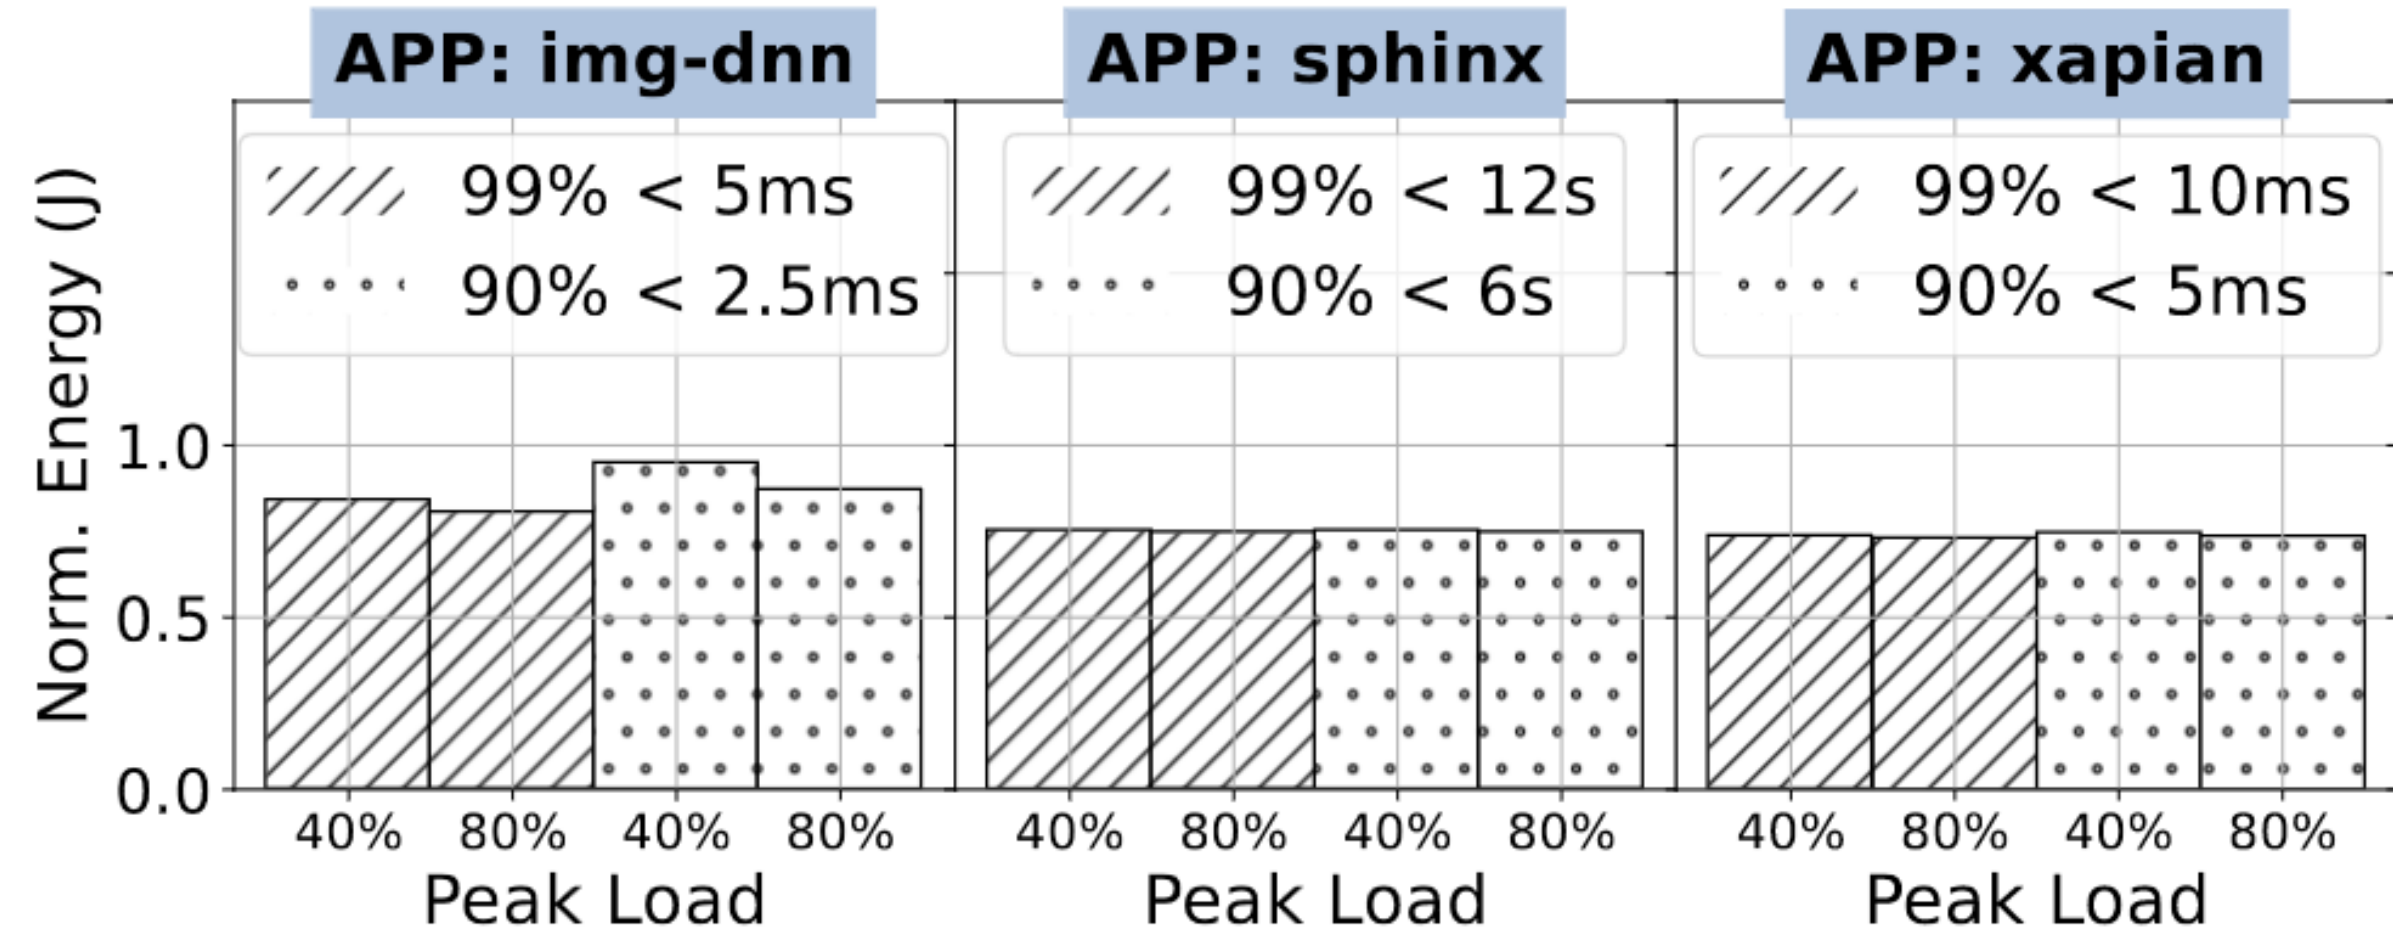 APP: img-dnn
APP: sphinx
APP: xapian
99% < 5ms
90% < 2.5ms
99% < 12s
90% < 6s
99% < 10ms
90% < 5ms
Norm. Energy (J)
1.0
0.5
0.0
40% 80% 40% 80%
40% 80% 40% 80%
40% 80% 40% 80%
Peak Load
Peak Load
Peak Load